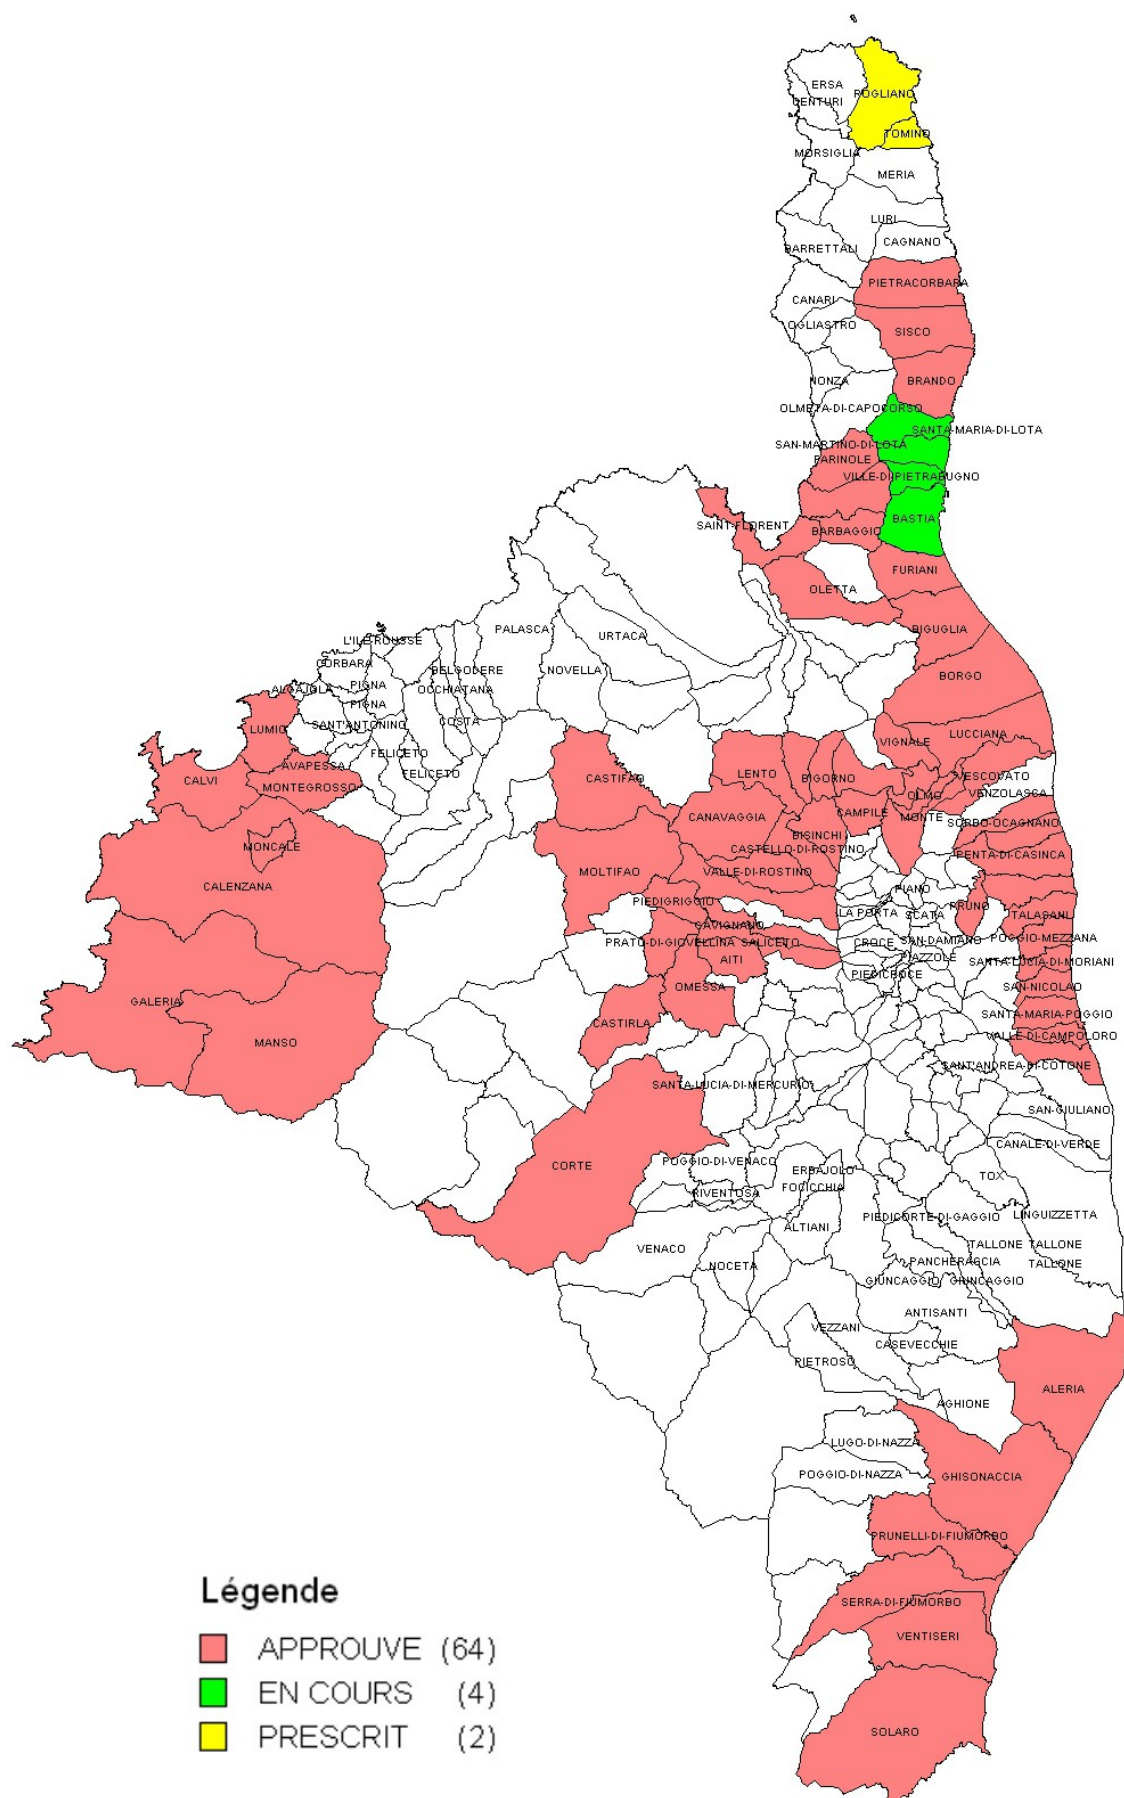 ERSA
ROGLIANO
CENTURI
TOMINO
MORSIGLIA
MERIA
LURI
CAGNANO
BARRETTALI
PIETRACORBARA
CANARI
OGLIASTRO
SISCO
NONZA
BRANDO
OLMETA-DI-CAPOCORSO
SANTA-MARIA-DI-LOTA
SAN-MARTINO-DI-LOTA
FARINOLE
VILLE-DI-PIETRABUGNO
BASTIA
SAINT-FLORENT
BARBAGGIO
FURIANI
OLETTA
BIGUGLIA
PALASCA
URTACA
L'ILE-ROUSSE
CORBARA
BELGODERE
NOVELLA
BORGO
ALGAJOLA
PIGNA
OCCHIATANA
PIGNA
SANT'ANTONINO
COSTA
LUMIO
LUCCIANA
VIGNALE
FELICETO
AVAPESSA
FELICETO
CALVI
MONTEGROSSO
CASTIFAO
LENTO
BIGORNO
VESCOVATO
VENZOLASCA
OLMO
CANAVAGGIA
CAMPILE
MONTE
SORBO-OCAGNANO
BISINCHI
MONCALE
CASTELLO-DI-ROSTINO
PENTA-DI-CASINCA
CALENZANA
MOLTIFAO
VALLE-DI-ROSTINO
PIANO
PIEDIGRIGGIO
LA PORTA
SCATA
PRUNO
TALASANI
GAVIGNANO
PRATO-DI-GIOVELLINA
SALICETO
CROCE
SAN-DAMIANO
POGGIO-MEZZANA
AITI
PIAZZOLE
SANTA-LUCIA-DI-MORIANI
PIEDICROCE
GALERIA
OMESSA
SAN-NICOLAO
CASTIRLA
SANTA-MARIA-POGGIO
MANSO
VALLE-DI-CAMPOLORO
SANT'ANDREA-DI-COTONE
SANTA-LUCIA-DI-MERCURIO
SAN-GIULIANO
CANALE-DI-VERDE
CORTE
POGGIO-DI-VENACO
ERBAJOLO
TOX
RIVENTOSA
FOCICCHIA
PIEDICORTE-DI-GAGGIO
LINGUIZZETTA
ALTIANI
VENACO
TALLONE
TALLONE
NOCETA
PANCHERACCIA
TALLONE
GIUNCAGGIO
GIUNCAGGIO
ANTISANTI
VEZZANI
CASEVECCHIE
PIETROSO
ALERIA
AGHIONE
LUGO-DI-NAZZA
POGGIO-DI-NAZZA
GHISONACCIA
PRUNELLI-DI-FIUMORBO
SERRA-DI-FIUMORBO
VENTISERI
SOLARO
Légende
APPROUVE (64)
EN COURS (4)
PRESCRIT (2)